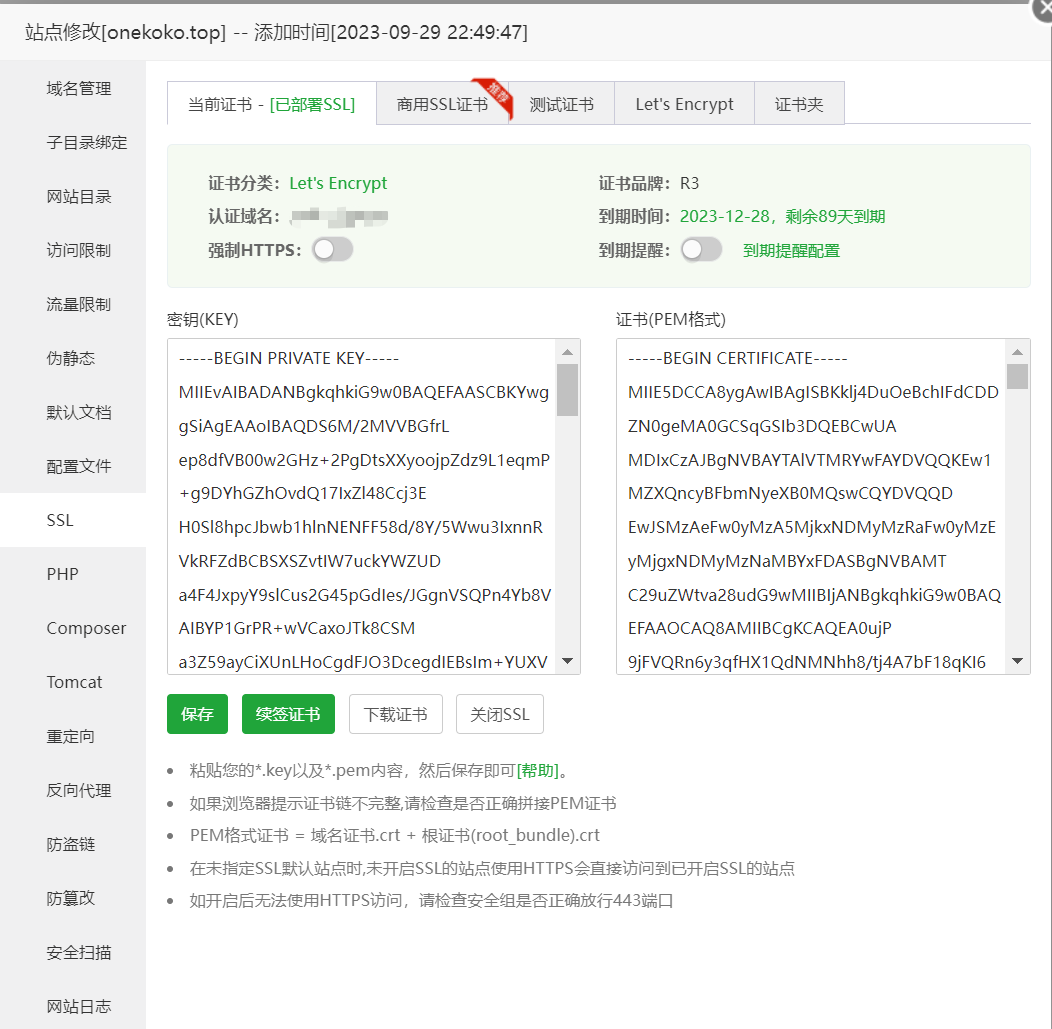 站点修改[onekoko.top] -- 添加时间[2023-09-29 22:49:47]
域名管理
子目录绑定
网站目录
访问限制
流量限制
伪静态
默认文档
配置文件
SSL
PHP
Composer
Tomcat
重定向
反向代理
防盗链
防篡改
安全扫描
网站日志
当前证书 - [已部署SSL]
商用SSL证书
推荐
测试证书
Let's Encrypt
证书夹
证书分类: Let's Encrypt
证书品牌: R3
认证域名:
到期时间: 2023-12-28，剩余89天到期
强制HTTPS:
到期提醒: 到期提醒配置
密钥(KEY)
-----BEGIN PRIVATE KEY-----
MIIEvAIBADANBgkqhkiG9w0BAQEFAASCBKYwg
gSiAgEAAoIBAQDS6M/2MVVBGfrL
ep8dfVB00w2GHz+2PgDtsXXyoojpZdz9L1eqmP
+g9DYhGZhOvdQ17IxZl48Ccj3E
H0Sl8hpcJbwb1hlnNENFF58d/8Y/5Wwu3IxnnR
VkRFZdBCBSXSZvtIW7uckYWZUD
a4F4JxpyY9slCus2G45pGdIes/JGgnVSQPn4Yb8V
AIBYP1GrPR+wVCaxoJTk8CSM
a3Z59ayCiXUnLHoCgdFJO3DcegdIEBsIm+YUXV
证书(PEM格式)
-----BEGIN CERTIFICATE-----
MIIE5DCCA8ygAwIBAgISBKklj4DuOeBchIFdCDD
ZN0geMA0GCSqGSIb3DQEBCwUA
MDIxCzAJBgNVBAYTAlVTMRYwFAYDVQQKEw1
MZXQncyBFbmNyeXB0MQswCQYDVQQD
EwJSMzAeFw0yMzA5MjkxNDMyMzRaFw0yMzE
yMjgxNDMyMzNaMBYxFDASBgNVBAMT
C29uZWtva28udG9wMIIBIjANBgkqhkiG9w0BAQ
EFAAOCAQ8AMIIBCgKCAQEA0ujP
9jFVQRn6y3qfHX1QdNMNhh8/tj4A7bF18qKI6
保存
续签证书
下载证书
关闭SSL
• 粘贴您的*.key以及*.pem内容，然后保存即可[帮助]。
• 如果浏览器提示证书链不完整,请检查是否正确拼接PEM证书
• PEM格式证书 = 域名证书.crt + 根证书(root_bundle).crt
• 在未指定SSL默认站点时,未开启SSL的站点使用HTTPS会直接访问到已开启SSL的站点
• 如开启后无法使用HTTPS访问，请检查安全组是否正确放行443端口